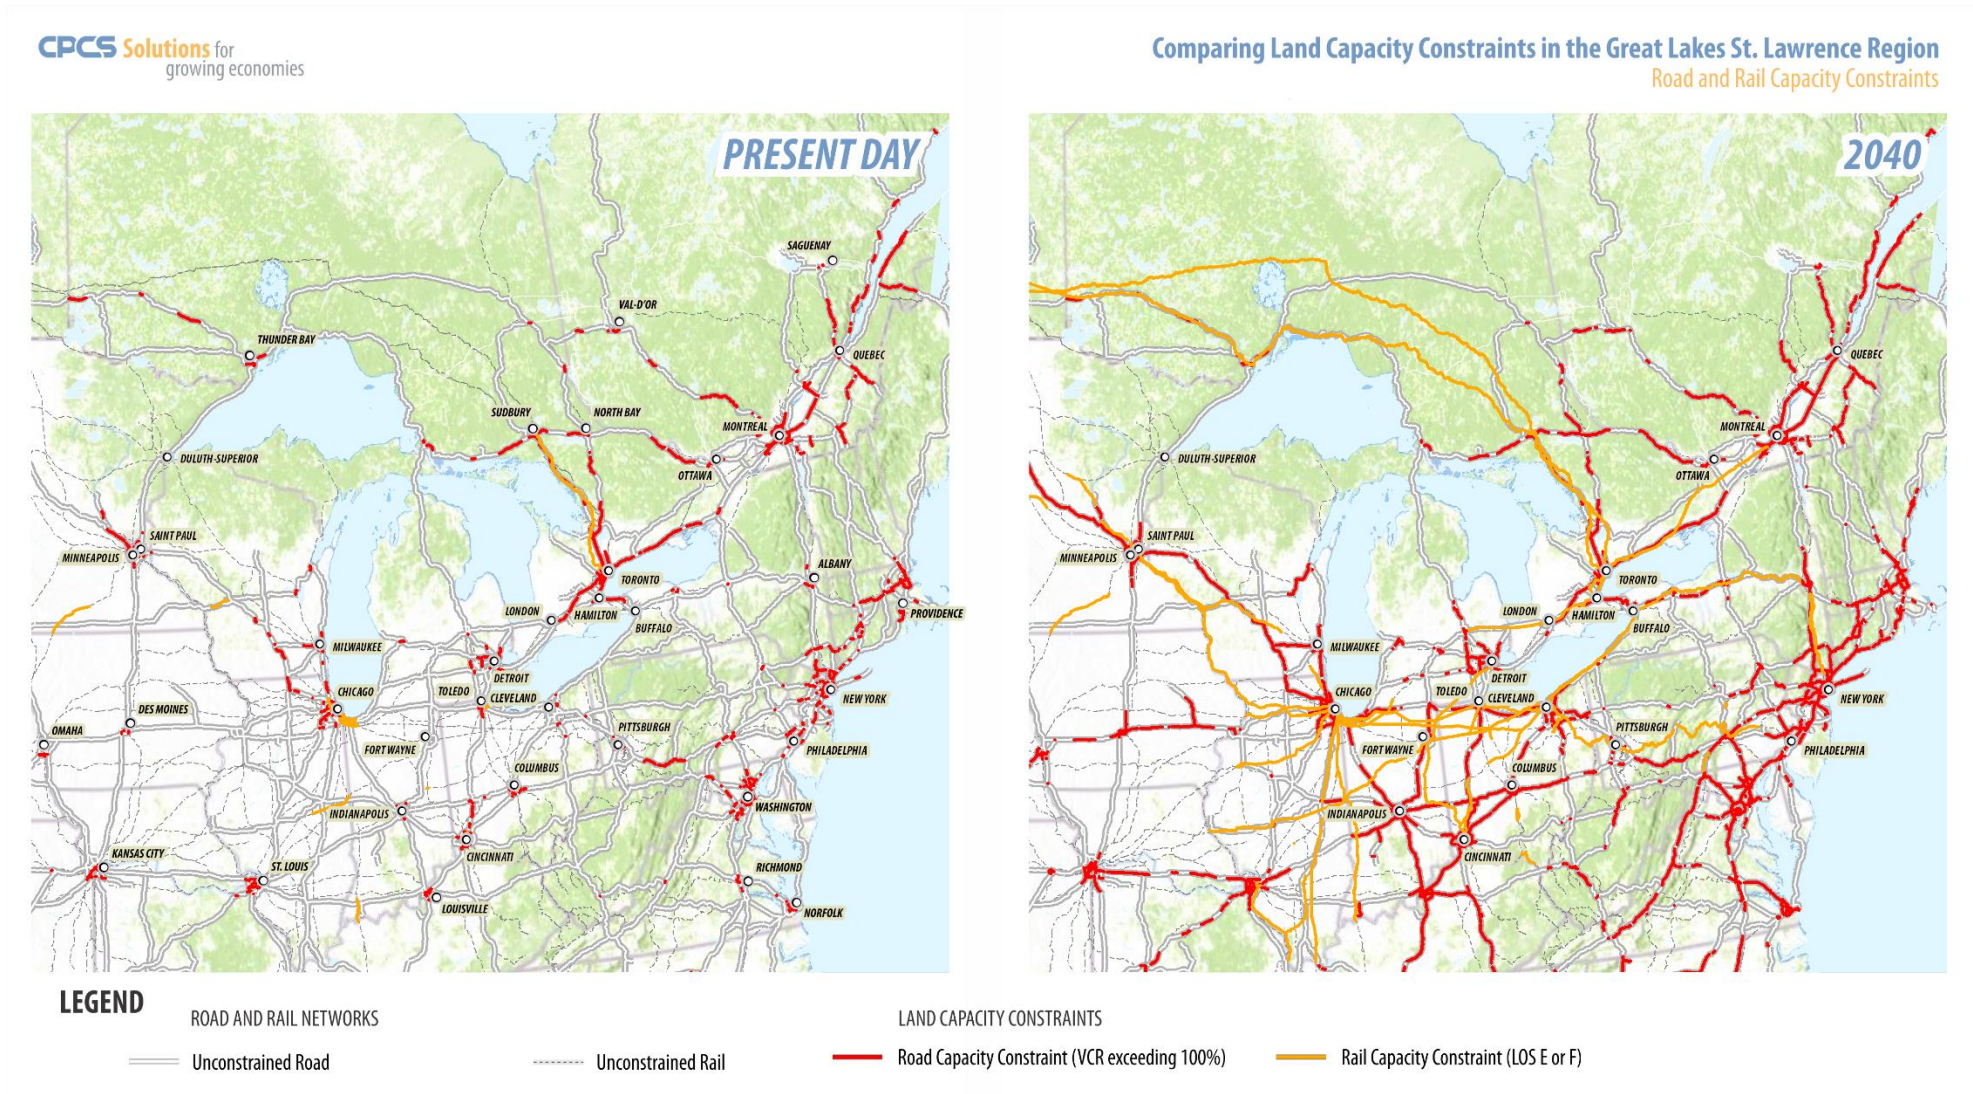 CPCS Solutions for
growing economies
Comparing Land Capacity Constraints in the Great Lakes St. Lawrence Region
Road and Rail Capacity Constraints
PRESENT DAY
SAGUENAY
VAL-D'OR
THUNDER BAY
QUEBEC
SUDBURY
NORTH BAY
MONTREAL
DULUTH-SUPERIOR
OTTAWA
SAINT PAUL
MINNEAPOLIS
ALBANY
TORONTO
LONDON
HAMILTON
PROVIDENCE
BUFFALO
MILWAUKEE
DETROIT
CHICAGO
TOLEDO
CLEVELAND
NEW YORK
DES MOINES
OMAHA
PITTSBURGH
FORT WAYNE
PHILADELPHIA
COLUMBUS
WASHINGTON
INDIANAPOLIS
KANSAS CITY
CINCINNATI
ST. LOUIS
RICHMOND
LOUISVILLE
NORFOLK
2040
QUEBEC
MONTREAL
DULUTH-SUPERIOR
OTTAWA
SAINT PAUL
MINNEAPOLIS
TORONTO
LONDON
HAMILTON
BUFFALO
MILWAUKEE
DETROIT
CHICAGO
TOLEDO
CLEVELAND
NEW YORK
PITTSBURGH
FORT WAYNE
PHILADELPHIA
COLUMBUS
INDIANAPOLIS
CINCINNATI
LEGEND
ROAD AND RAIL NETWORKS
LAND CAPACITY CONSTRAINTS
Unconstrained Road
Unconstrained Rail
Road Capacity Constraint (VCR exceeding 100%)
Rail Capacity Constraint (LOS E or F)